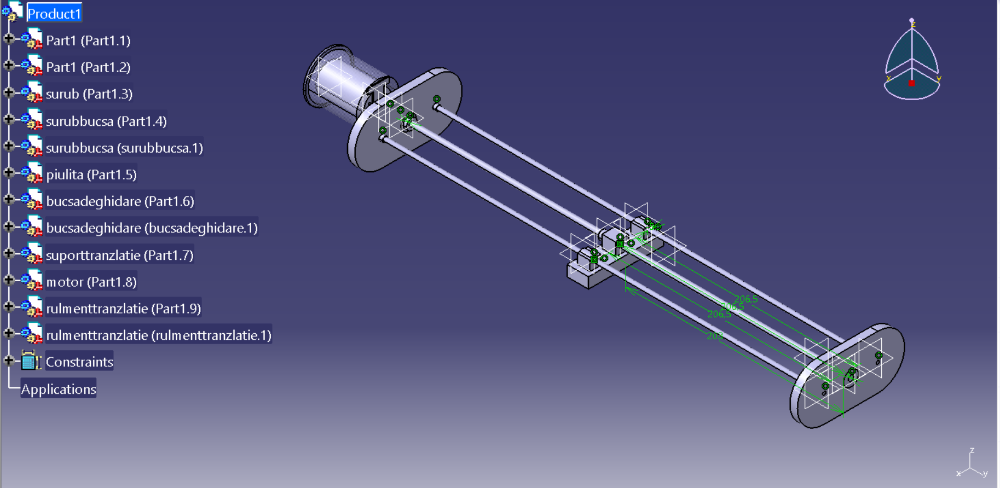 Product1
Part1 (Part1.1)
Part1 (Part1.2)
surub (Part1.3)
surubbucsa (Part1.4)
surubbucsa (surubbucsa.1)
piulita (Part1.5)
bucsadeghidare (Part1.6)
bucsadeghidare (bucsadeghidare.1)
suporttranzlatie (Part1.7)
motor (Part1.8)
rulmenttranzlatie (Part1.9)
rulmenttranzlatie (rulmenttranzlatie.1)
Constraints
Applications
z
x
y
206,5
206,5
206,5
203
z
x
y